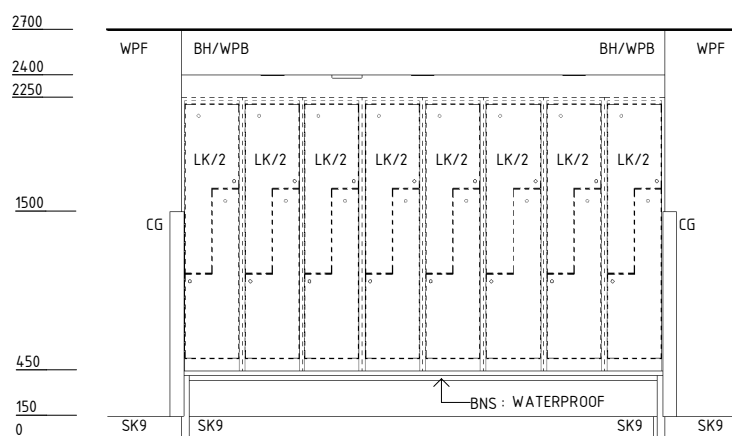 2700
WPF BH/WPB BH/WPB WPF
2400
2250
LK/2 LK/2 LK/2 LK/2 LK/2 LK/2 LK/2 LK/2
1500
CG CG
450
BNS : WATERPROOF
150
SK9 SK9 SK9 SK9
0